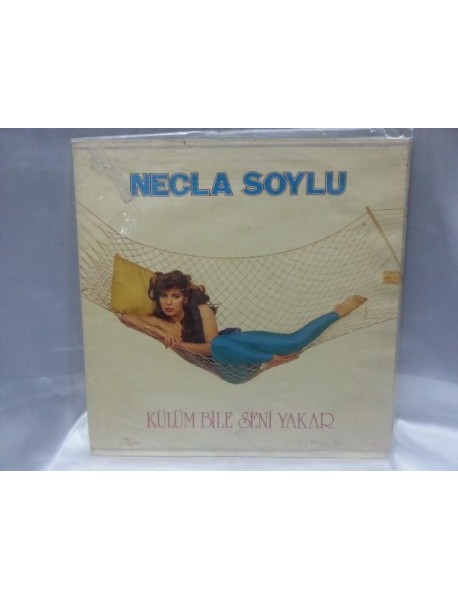 NECLA SOYLU
KÜLÜM BİLE SENİ YAKAR